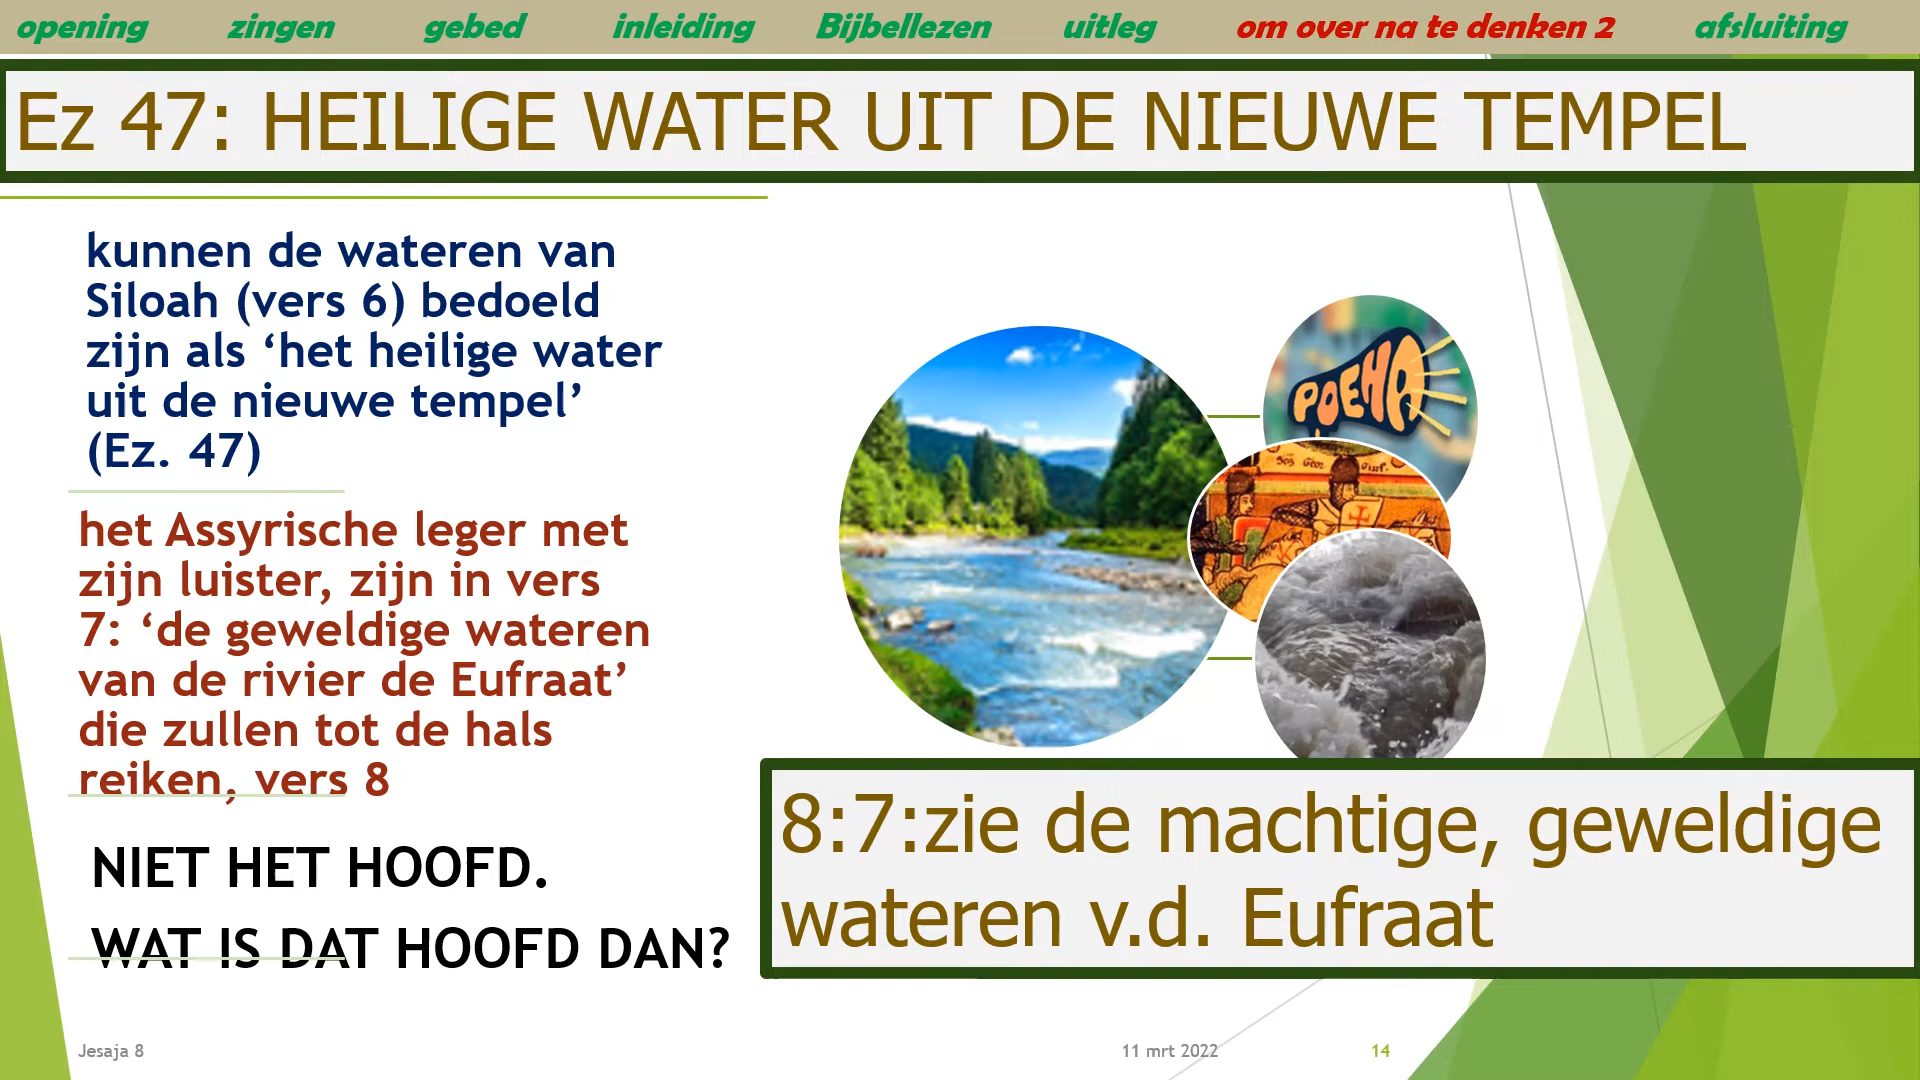 opening zingen gebed inleiding Bijbellezen uitleg om over na te denken 2 afsluiting
Ez 47: HEILIGE WATER UIT DE NIEUWE TEMPEL
kunnen de wateren van
Siloah (vers 6) bedoeld
zijn als ‘het heilige water
uit de nieuwe tempel’
(Ez. 47)
het Assyrische leger met
zijn luister, zijn in vers
7: ‘de geweldige wateren
van de rivier de Eufraat’
die zullen tot de hals
reiken, vers 8
NIET HET HOOFD.
WAT IS DAT HOOFD DAN?
POEHA
8:7:zie de machtige, geweldige
wateren v.d. Eufraat
Jesaja 8
11 mrt 2022
14